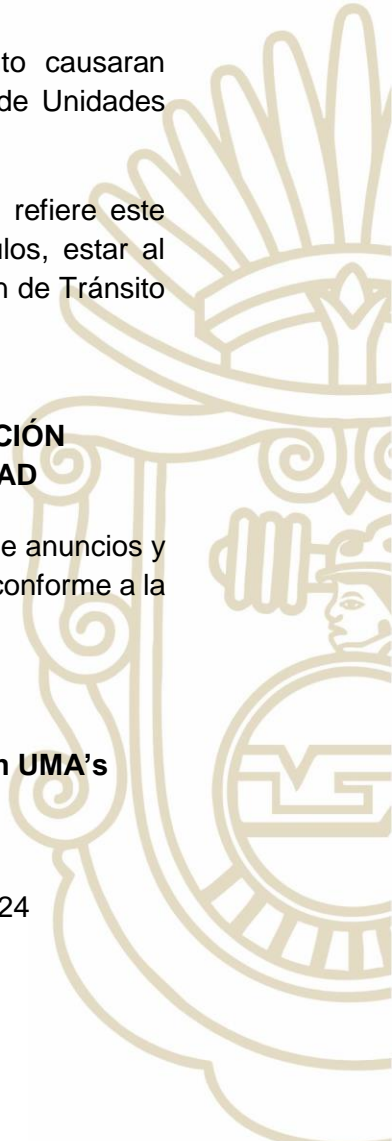 to causaran
de Unidades
refiere este
los, estar al
n de Tránsito
CIÓN
AD
e anuncios y
conforme a la
n UMA's
24